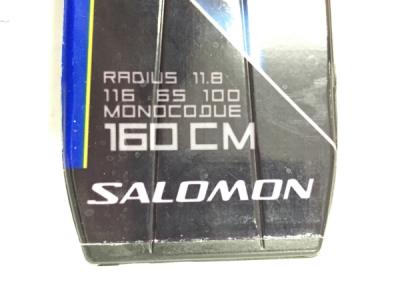 RADIUS 11.8
116 65 100
MONOCOQUE
160 CM
SALOMON